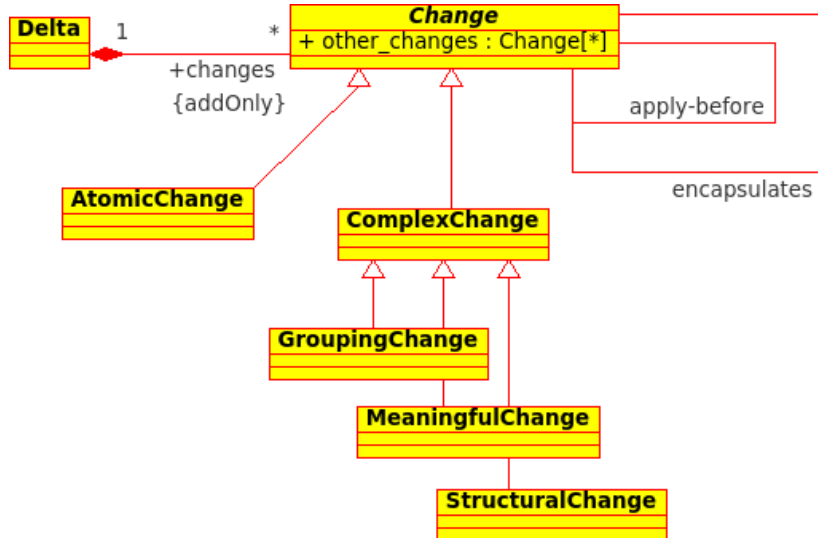 Change
Delta
1
*
+ other_changes : Change[*]
+changes
{addOnly}
apply-before
encapsulates
AtomicChange
ComplexChange
GroupingChange
MeaningfulChange
StructuralChange